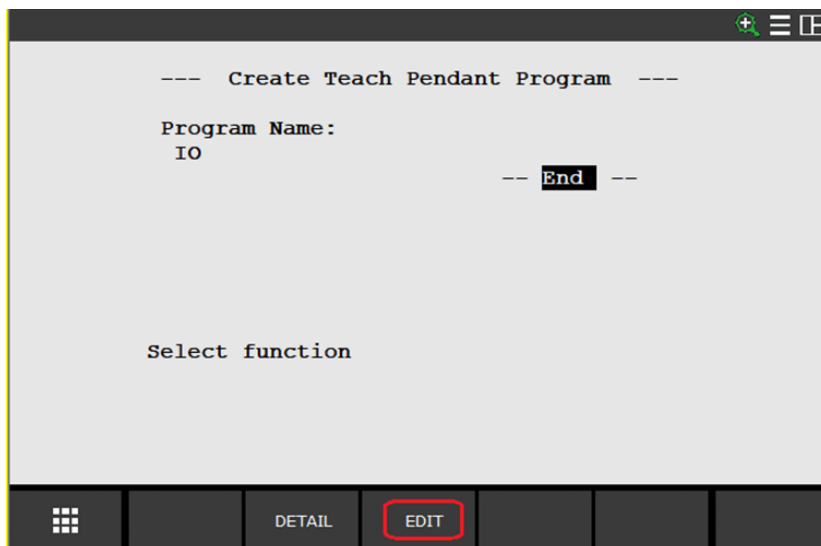 --- Create Teach Pendant Program ---
Program Name:
IO
-- End --
Select function
DETAIL EDIT